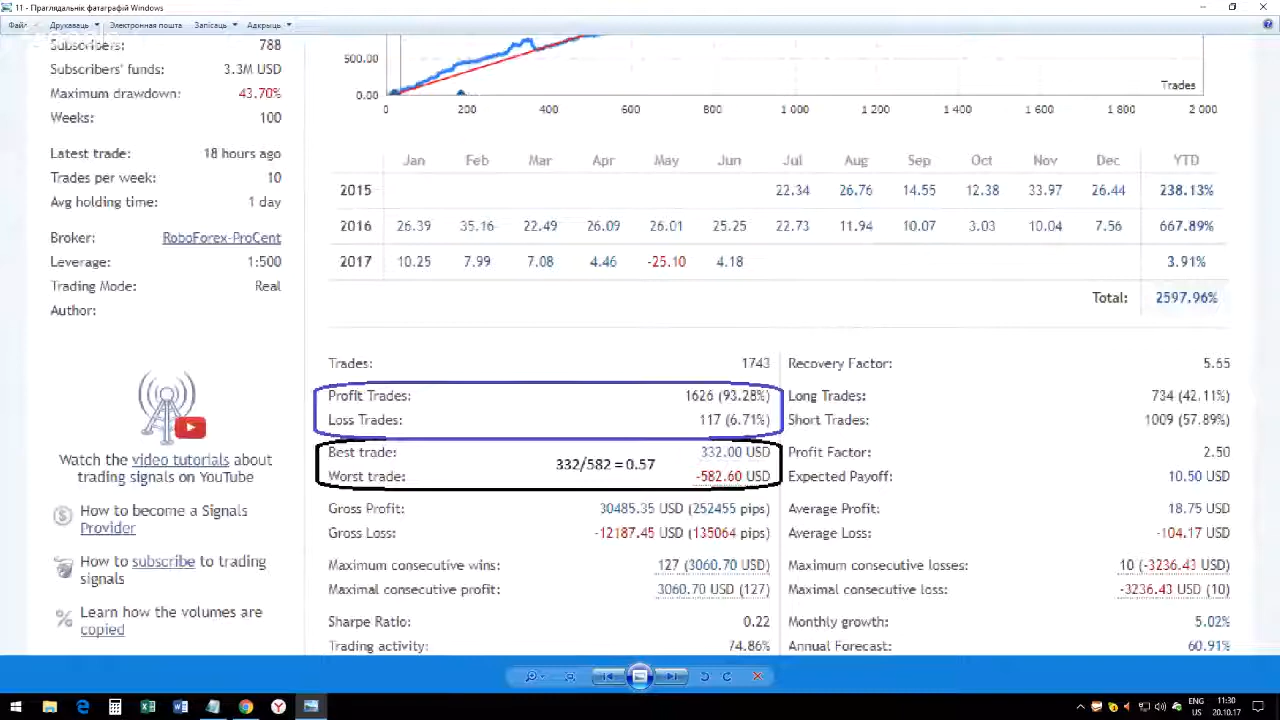 11 - Праглядальнік фатаграфій Windows
Файл Друкаваць Электронная пошта Запісаць Адкрыць
Subscribers: 788
Subscribers' funds: 3.3M USD
Maximum drawdown: 43.70%
Weeks: 100
Latest trade: 18 hours ago
Trades per week: 10
Avg holding time: 1 day
Broker: RoboForex-ProCent
Leverage: 1:500
Trading Mode: Real
Author:
Watch the video tutorials about
trading signals on YouTube
How to become a Signals
Provider
How to subscribe to trading
signals
Learn how the volumes are
copied
500.00
0.00
Trades
0 200 400 600 800 1 000 1 200 1 400 1 600 1 800 2 000
Jan Feb Mar Apr May Jun Jul Aug Sep Oct Nov Dec YTD
2015 22.34 26.76 14.55 12.38 33.97 26.44 238.13%
2016 26.39 35.16 22.49 26.09 26.01 25.25 22.73 11.94 10.07 3.03 10.04 7.56 667.89%
2017 10.25 7.99 7.08 4.46 -25.10 4.18 3.91%
Total: 2597.96%
Trades: 1743
Profit Trades: 1626 (93.28%)
Loss Trades: 117 (6.71%)
Best trade: 332.00 USD
332/582 = 0.57
Worst trade: -582.60 USD
Gross Profit: 30485.35 USD (252455 pips)
Gross Loss: -12187.45 USD (135064 pips)
Maximum consecutive wins: 127 (3060.70 USD)
Maximal consecutive profit: 3060.70 USD (127)
Sharpe Ratio: 0.22
Trading activity: 74.86%
Recovery Factor: 5.65
Long Trades: 734 (42.11%)
Short Trades: 1009 (57.89%)
Profit Factor: 2.50
Expected Payoff: 10.50 USD
Average Profit: 18.75 USD
Average Loss: -104.17 USD
Maximum consecutive losses: 10 (-3236.43 USD)
Maximal consecutive loss: -3236.43 USD (10)
Monthly growth: 5.02%
Annual Forecast: 60.91%
ENG 11:30
US 20.10.17